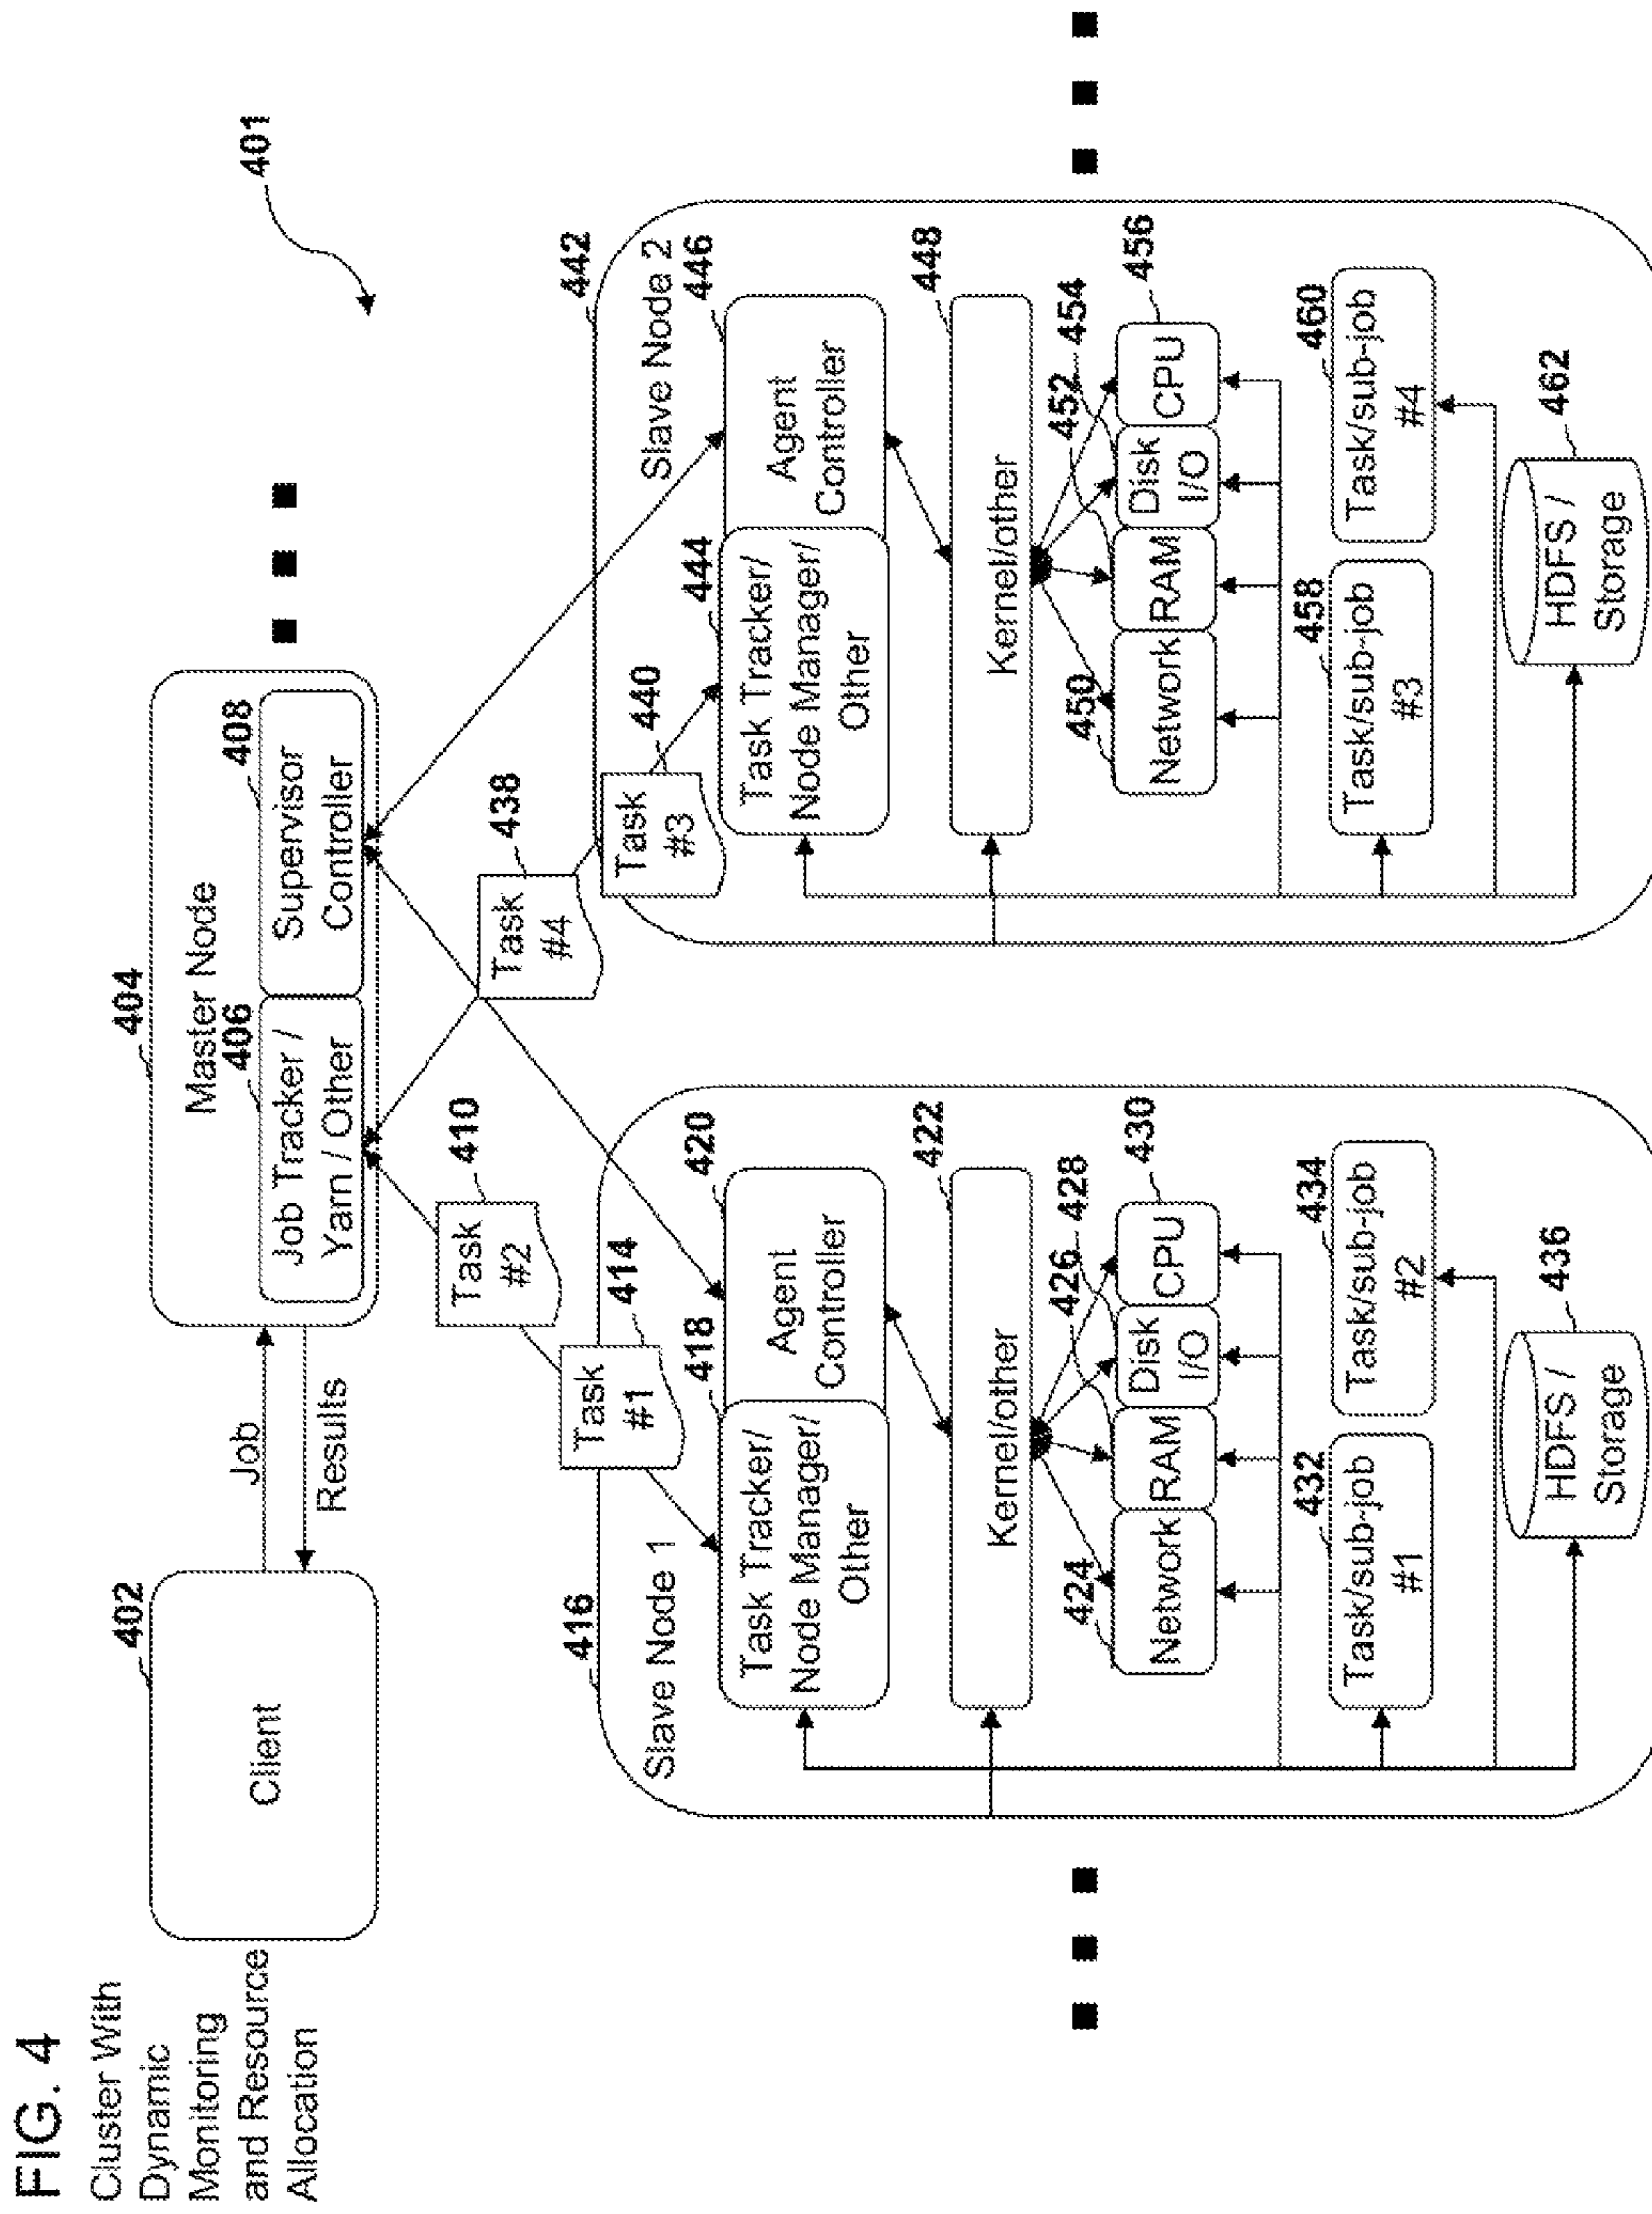 FIG. 4
Cluster With
Dynamic
Monitoring
and Resource
Allocation
402
Client
Job
Results
404
Master Node
406
Job Tracker /
Yarn / Other
408
Supervisor
Controller
401
410
Task
#2
414
Task
#1
438
Task
#4
440
Task
#3
416
Slave Node 1
418
Task Tracker/
Node Manager/
Other
420
Agent
Controller
422
Kernel/other
424
Network
426
RAM
428
Disk
I/O
430
CPU
432
Task/sub-job
#1
434
Task/sub-job
#2
436
HDFS /
Storage
442
Slave Node 2
444
Task Tracker/
Node Manager/
Other
446
Agent
Controller
448
Kernel/other
450
Network
452
RAM
454
Disk
I/O
456
CPU
458
Task/sub-job
#3
460
Task/sub-job
#4
462
HDFS /
Storage